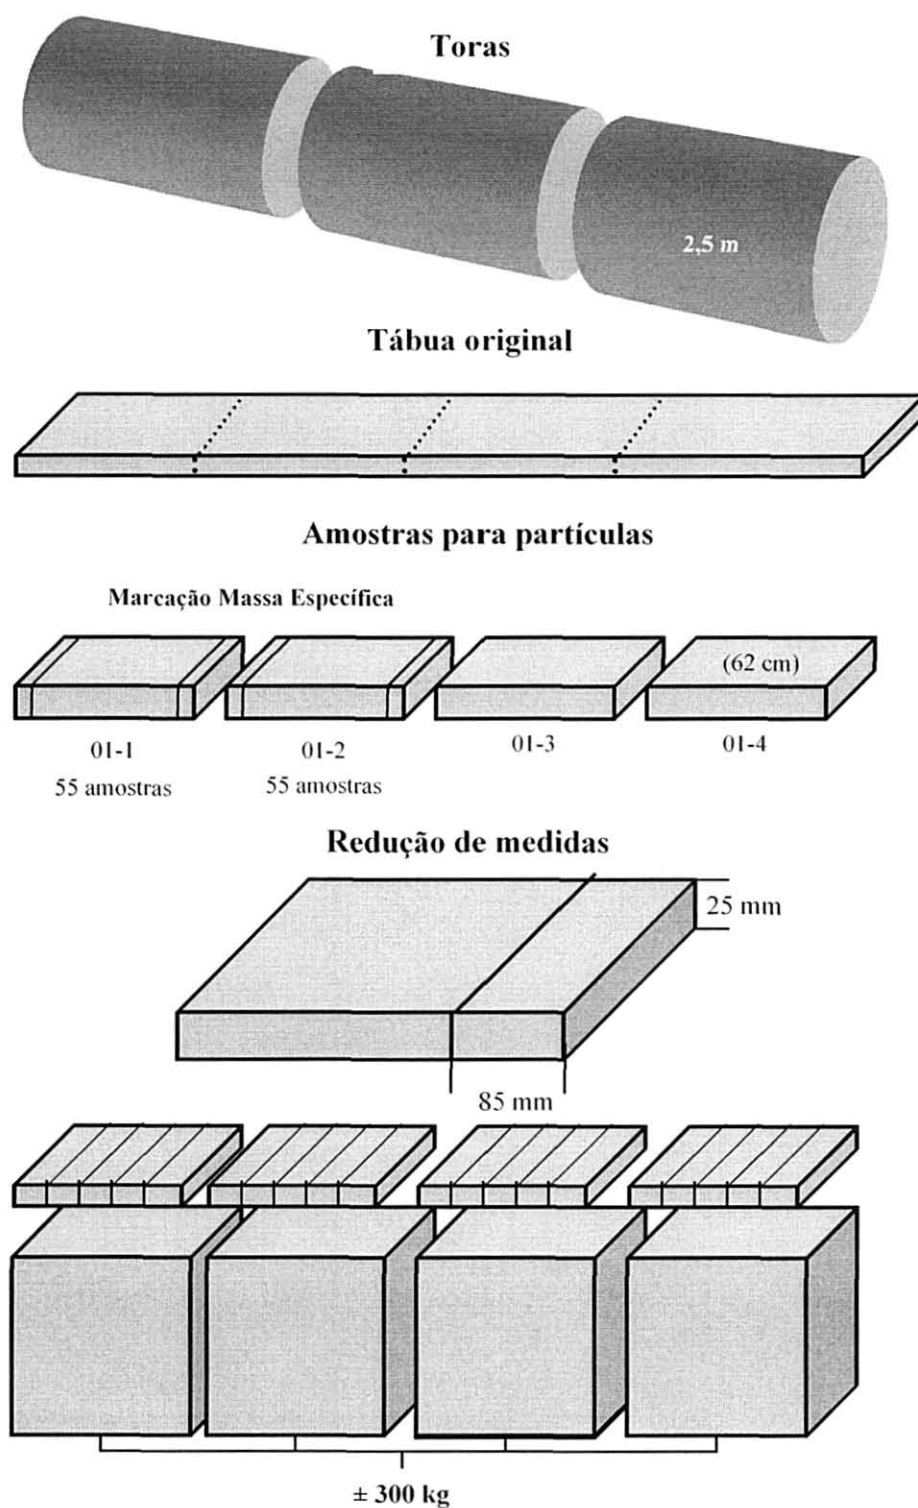 Toras
2,5 m
Tábua original
Amostras para partículas
Marcação Massa Específica
(62 cm)
01-1
01-2
01-3
01-4
55 amostras
55 amostras
Redução de medidas
25 mm
85 mm
± 300 kg